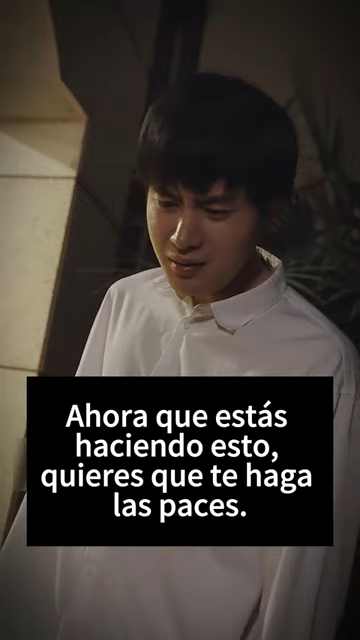 Ahora que estás
haciendo esto,
quieres que te haga
las paces.